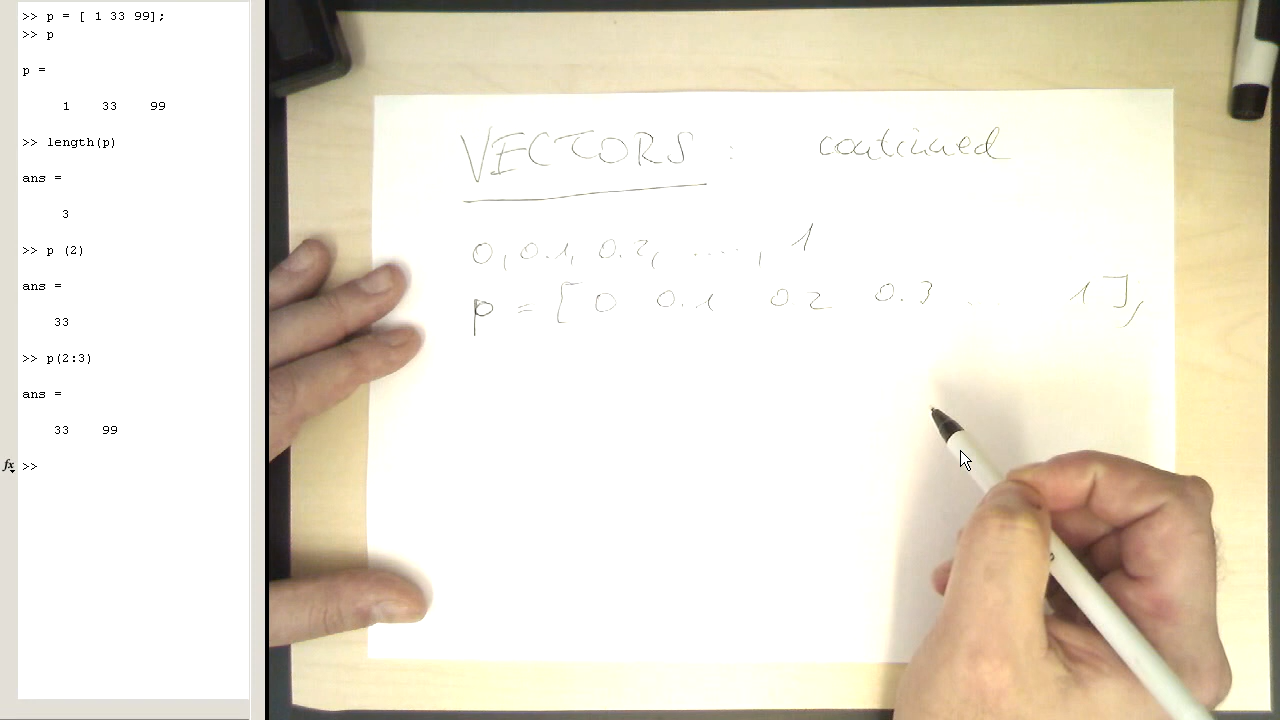 >> p = [ 1 33 99];
>> p
p =
1 33 99
>> length(p)
ans =
3
>> p (2)
ans =
33
>> p(2:3)
ans =
33 99
fx >>
VECTORS : continued
0, 0.1, 0.2, ...., 1
p = [ 0 0.1 0 2 0.3 . 1 ],